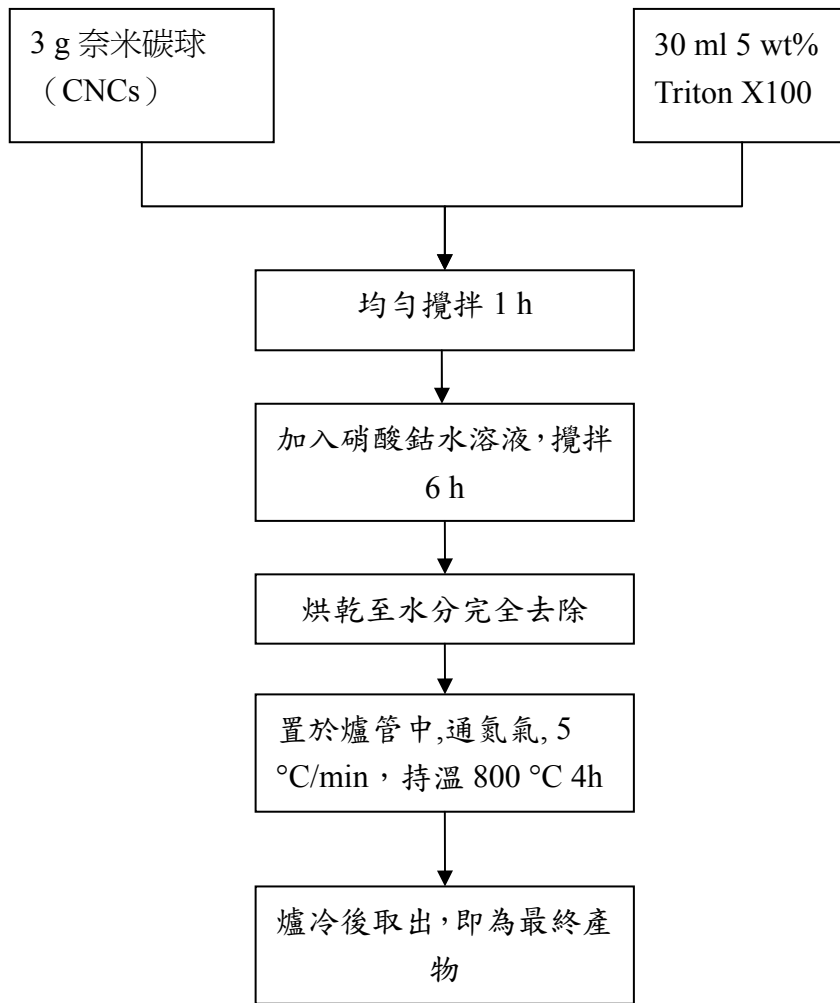 3 g 奈米碳球
（CNCs）
30 ml 5 wt%
Triton X100
均勻攪拌 1 h
加入硝酸鈷水溶液，攪拌
6 h
烘乾至水分完全去除
置於爐管中,通氮氣, 5
°C/min，持溫 800 °C 4h
爐冷後取出，即為最終產
物